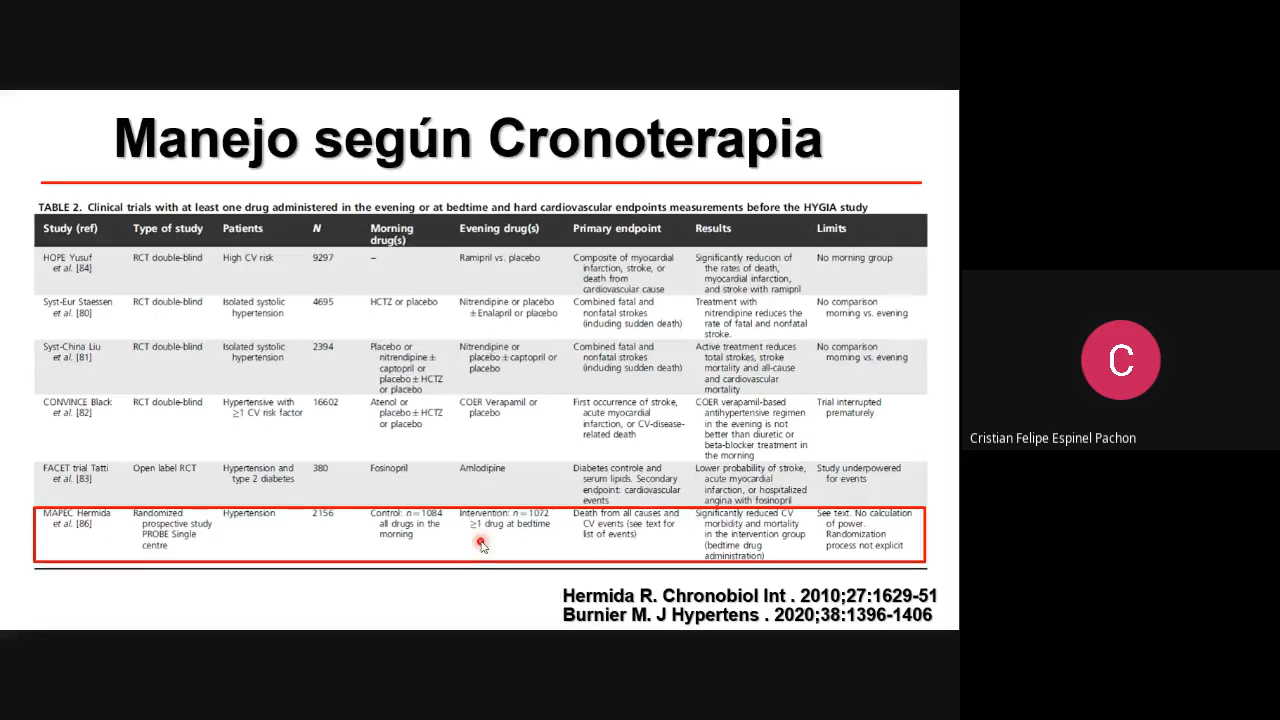 Manejo según Cronoterapia
TABLE 2. Clinical trials with at least one drug administered in the evening or at bedtime and hard cardiovascular endpoints measurements before the HYGIA study
Study (ref) Type of study Patients N Morning drug(s) Evening drug(s) Primary endpoint Results Limits
HOPE Yusuf et al. [84] RCT double-blind High CV risk 9297 – Ramipril vs. placebo Composite of myocardial infarction, stroke, or death from cardiovascular cause Significantly reducion of the rates of death, myocardial infarction, and stroke with ramipril No morning group
Syst-Eur Staessen et al. [80] RCT double-blind Isolated systolic hypertension 4695 HCTZ or placebo Nitrendipine or placebo ±Enalapril or placebo Combined fatal and nonfatal strokes (including sudden death) Treatment with nitrendipine reduces the rate of fatal and nonfatal stroke. No comparison morning vs. evening
Syst-China Liu et al. [81] RCT double-blind Isolated systolic hypertension 2394 Placebo or nitrendipine± captopril or placebo±HCTZ or placebo Nitrendipine or placebo±captopril or placebo Combined fatal and nonfatal strokes (including sudden death) Active treatment reduces total strokes, stroke mortality and all-cause and cardiovascular mortality No comparison morning vs. evening
CONVINCE Black et al. [82] RCT double-blind Hypertensive with ≥1 CV risk factor 16602 Atenol or placebo±HCTZ or placebo COER Verapamil or placebo First occurrence of stroke, acute myocardial infarction, or CV-disease-related death COER verapamil-based antihypertensive regimen in the evening is not better than diuretic or beta-blocker treatment in the morning Trial interrupted prematurely
FACET trial Tatti et al. [83] Open label RCT Hypertension and type 2 diabetes 380 Fosinopril Amlodipine Diabetes controle and serum lipids. Secondary endpoint: cardiovascular events Lower probability of stroke, acute myocardial infarction, or hospitalized angina with fosinopril Study underpowered for events
MAPEC Hermida et al. [86] Randomized prospective study PROBE Single centre Hypertension 2156 Control: n=1084 all drugs in the morning Intervention: n=1072 ≥1 drug at bedtime Death from all causes and CV events (see text for list of events) Significantly reduced CV morbidity and mortality in the intervention group (bedtime drug administration) See text. No calculation of power. Randomization process not explicit
Hermida R. Chronobiol Int . 2010;27:1629-51
Burnier M. J Hypertens . 2020;38:1396-1406
C
Cristian Felipe Espinel Pachon